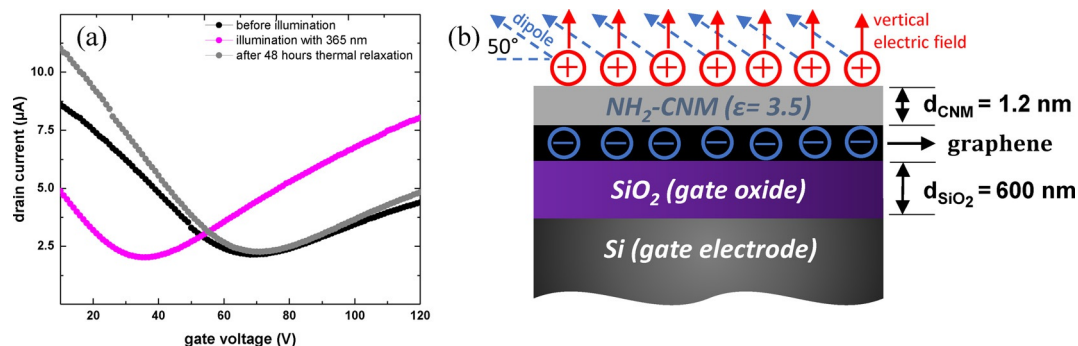 (a)
before illumination
illumination with 365 nm
after 48 hours thermal relaxation
drain current (µA)
10.0
7.5
5.0
2.5
20
40
60
80
100
120
gate voltage (V)
(b)
dipole
50°
vertical
electric field
NH₂-CNM (ε= 3.5)
d_CNM = 1.2 nm
graphene
SiO₂ (gate oxide)
d_SiO₂ = 600 nm
Si (gate electrode)